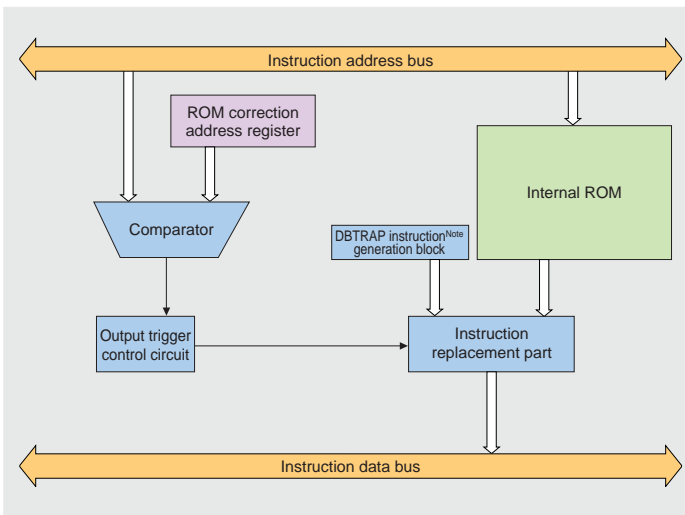 Instruction address bus
ROM correction
address register
Internal ROM
Comparator
DBTRAP instructionNote
generation block
Output trigger
control circuit
Instruction
replacement part
Instruction data bus